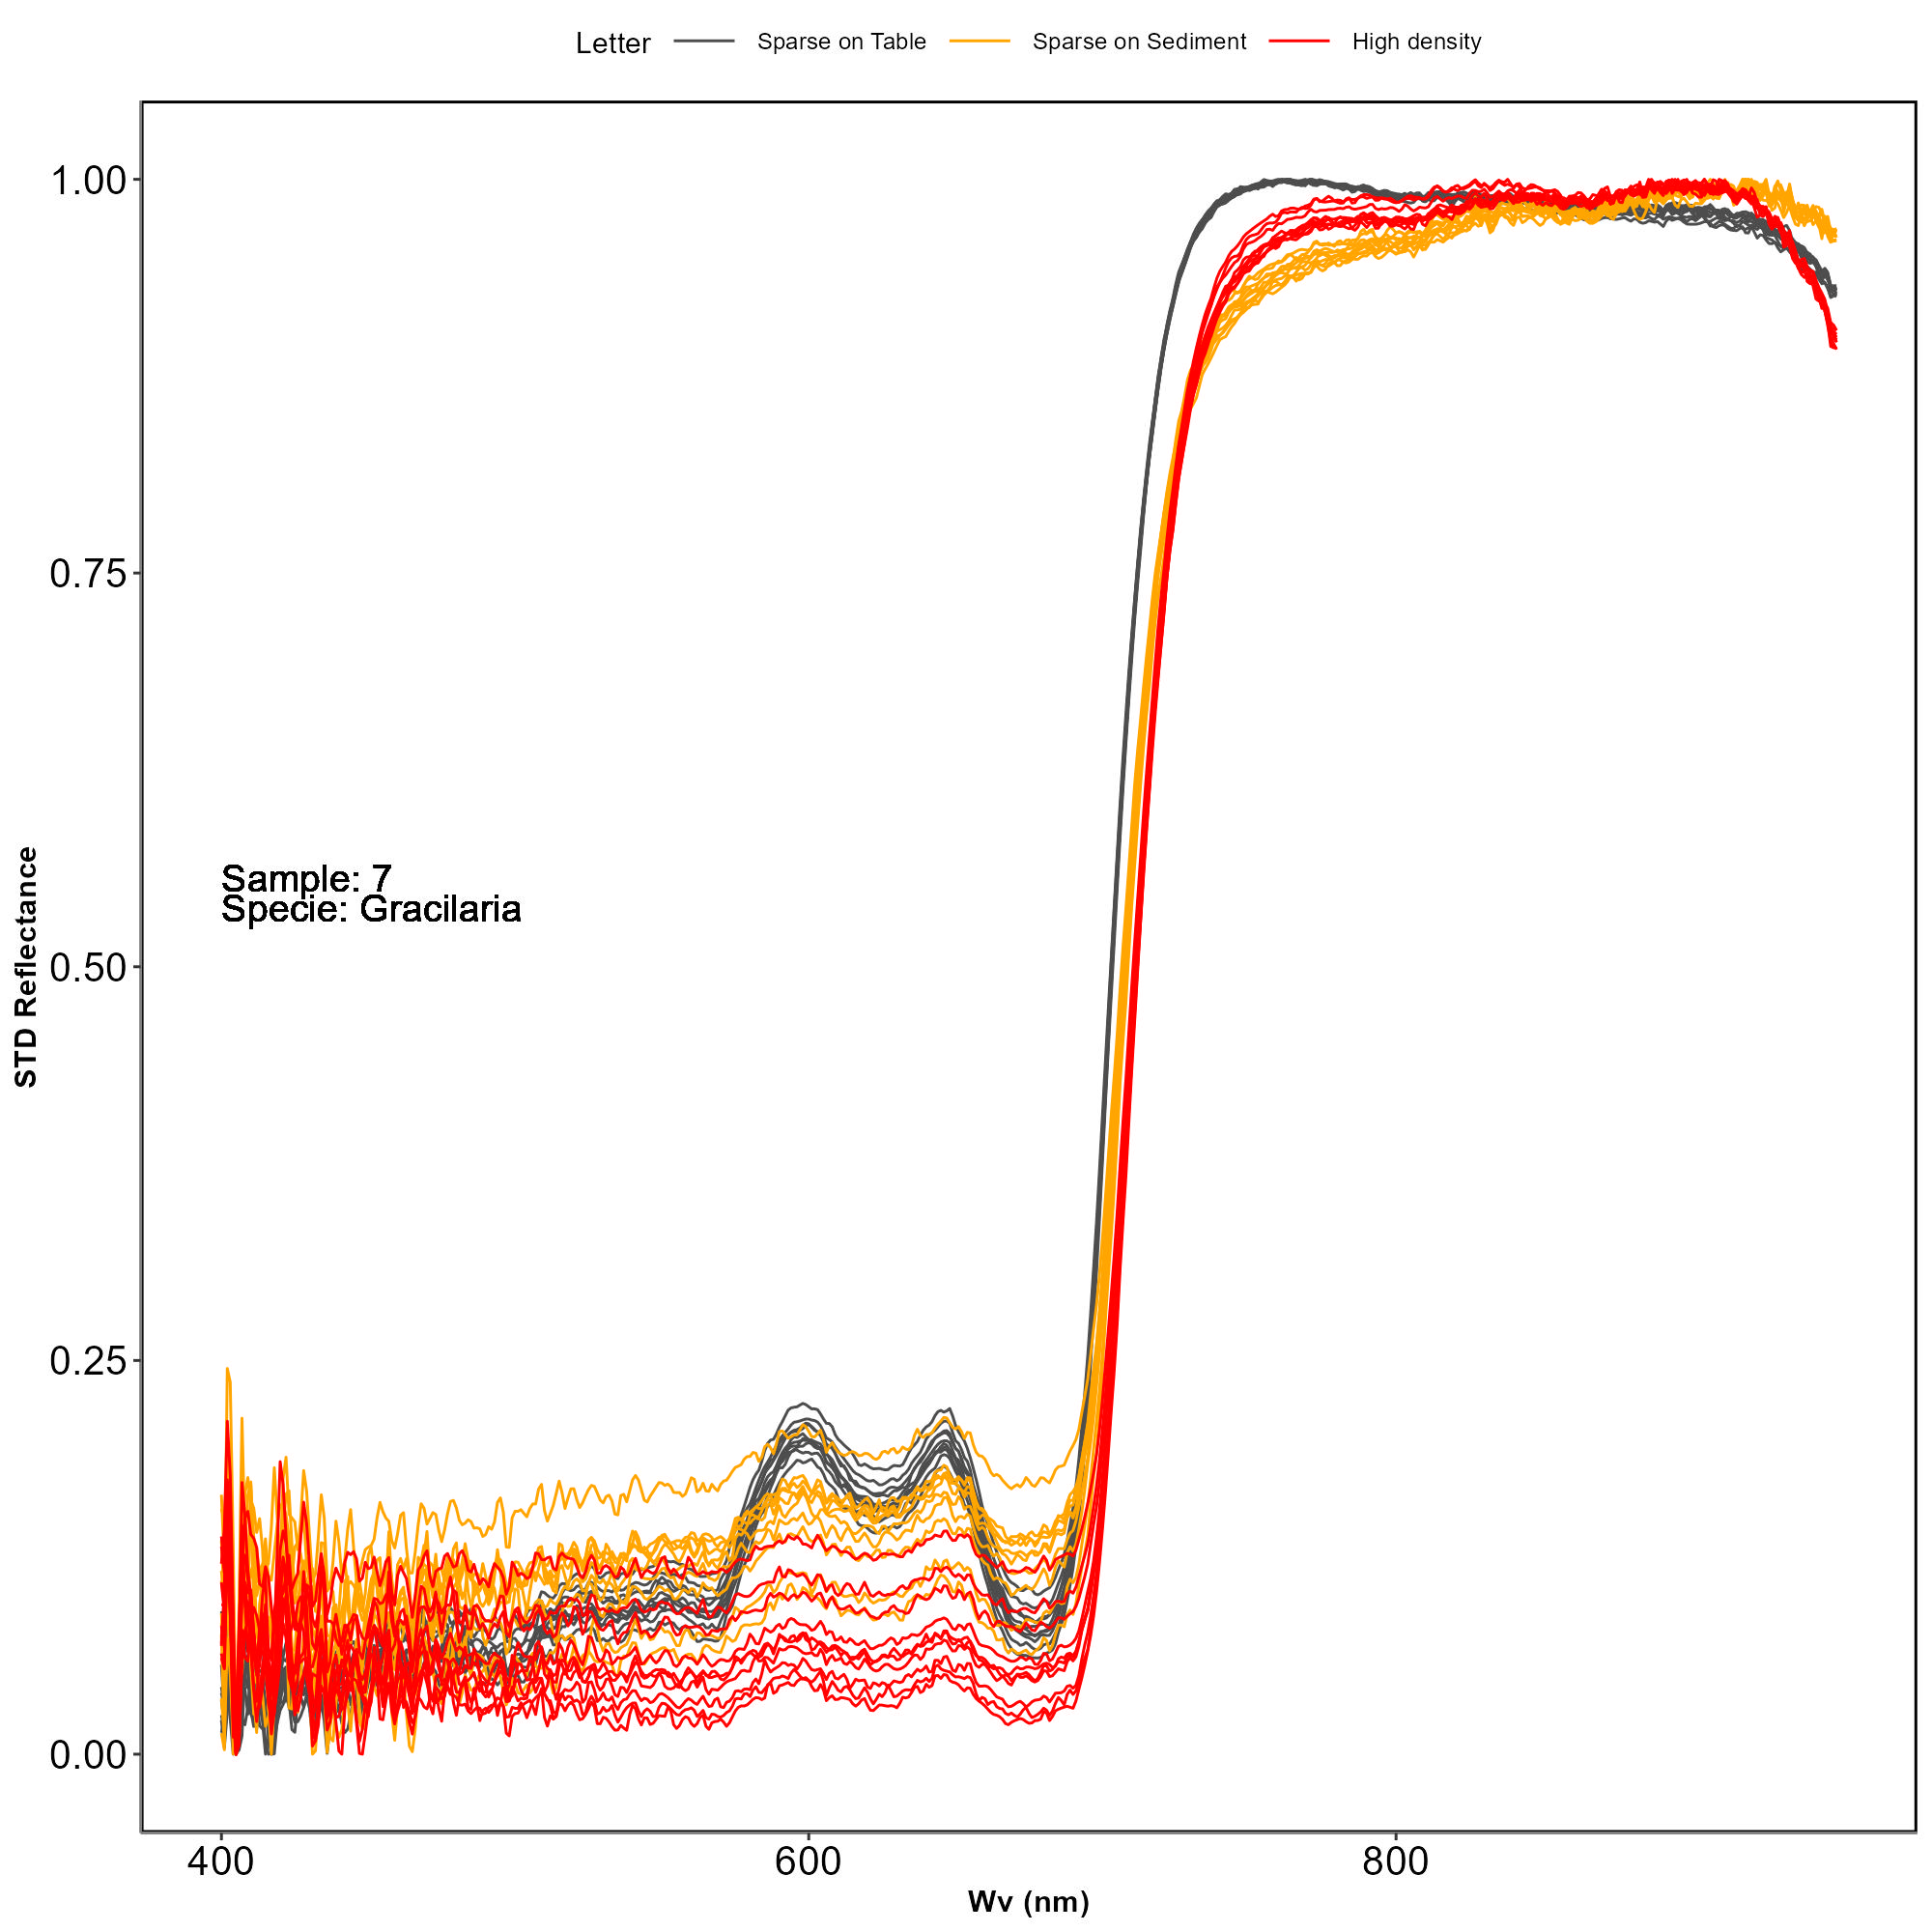 Letter Sparse on Table Sparse on Sediment High density
1.00
0.75
0.50
0.25
0.00
STD Reflectance
Sample: 7
Specie: Gracilaria
400 600 800
Wv (nm)